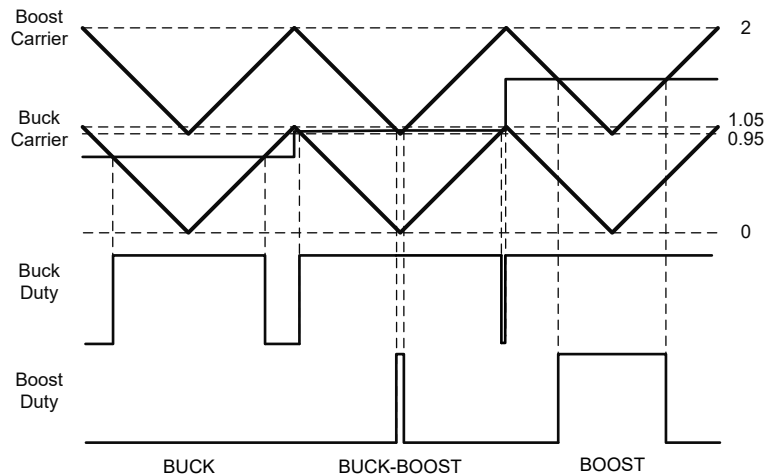 Boost
Carrier
2
Buck
Carrier
1.05
0.95
0
Buck
Duty
Boost
Duty
BUCK
BUCK-BOOST
BOOST